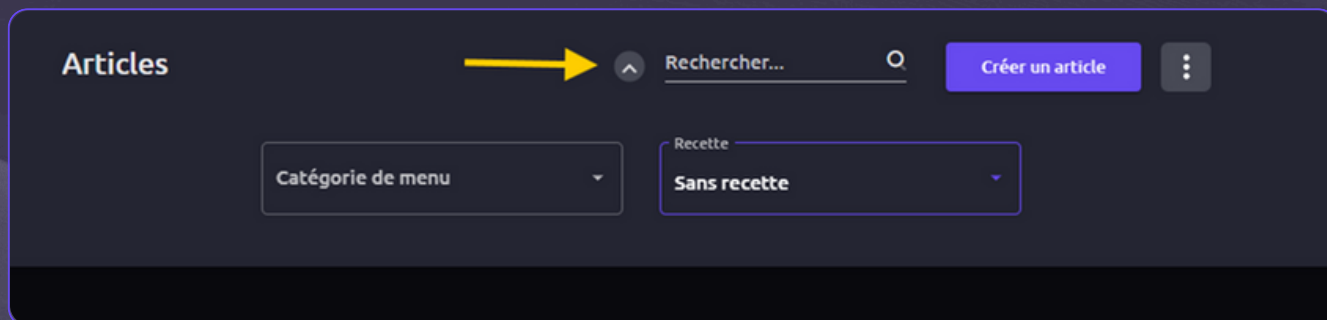 Articles
Rechercher...
Créer un article
Catégorie de menu
Recette
Sans recette